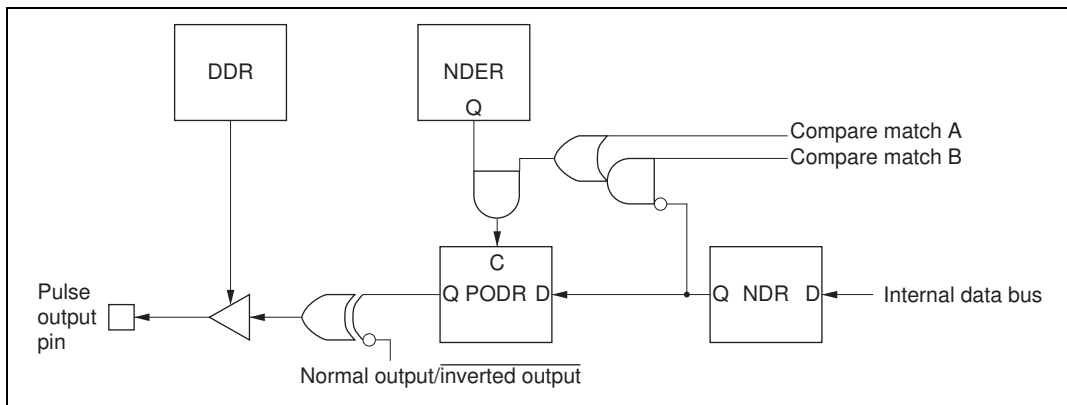 DDR
NDER
Q
Compare match A
Compare match B
C
Q PODR D
Q NDR D
Internal data bus
Pulse
output
pin
Normal output/inverted output